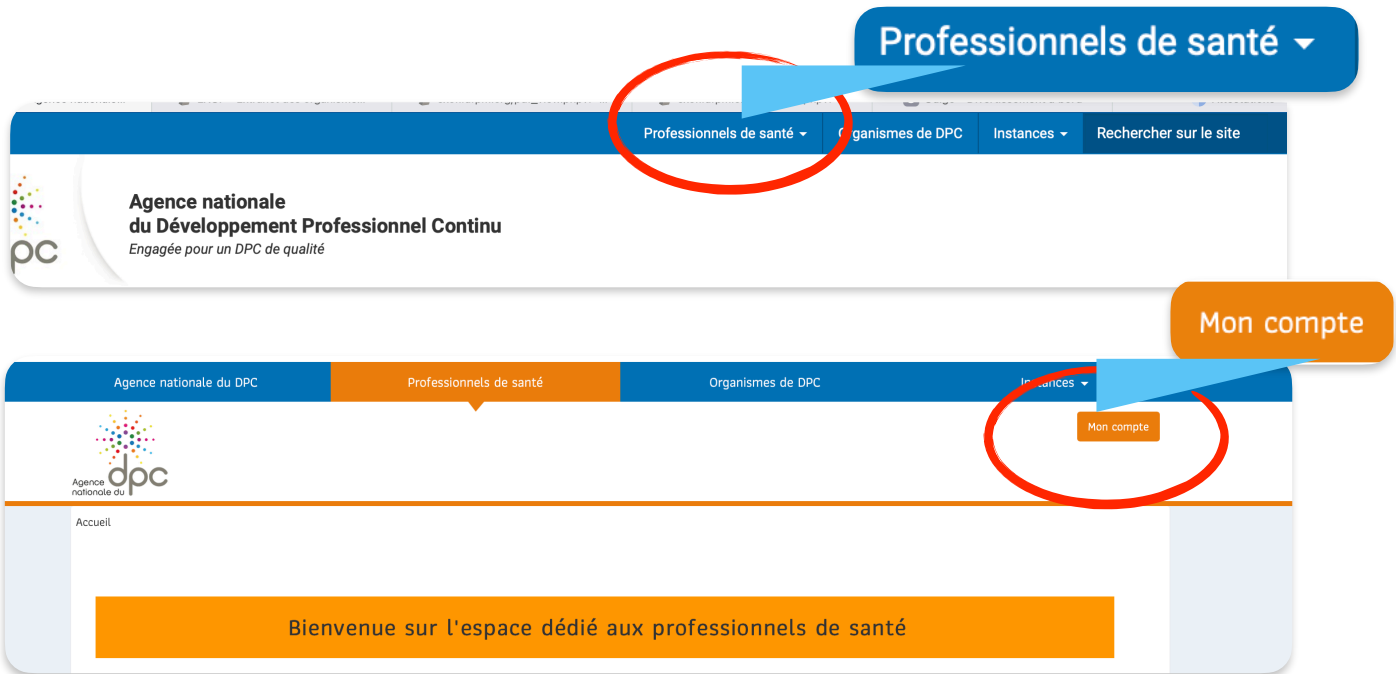 Professionnels de santé
Professionnels de santé
Organismes de DPC
Instances
Rechercher sur le site
Agence nationale
du Développement Professionnel Continu
Engagée pour un DPC de qualité
pc
Mon compte
Agence nationale du DPC
Professionnels de santé
Organismes de DPC
Instances
Mon compte
Agence
nationale du
dpc
Accueil
Bienvenue sur l'espace dédié aux professionnels de santé